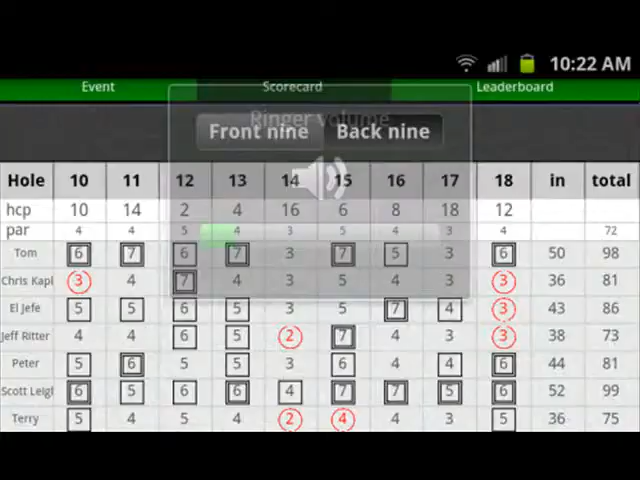 10:22 AM
Event Scorecard Leaderboard
Ringer volume
Front nine Back nine
Hole 10 11 12 13 14 15 16 17 18 in total
hcp 10 14 2 4 16 6 8 18 12
par 4 4 5 4 3 5 4 3 4 72
Tom 6 7 6 7 3 7 5 3 6 50 98
Chris Kapl 3 4 7 4 3 5 4 3 3 36 81
El Jefe 5 5 6 5 3 5 7 4 3 43 86
Jeff Ritter 4 4 6 5 2 7 4 3 3 38 73
Peter 5 6 5 5 3 6 4 4 6 44 81
Scott Leigl 6 5 6 6 4 7 7 5 6 52 99
Terry 5 4 5 4 2 4 4 3 5 36 75